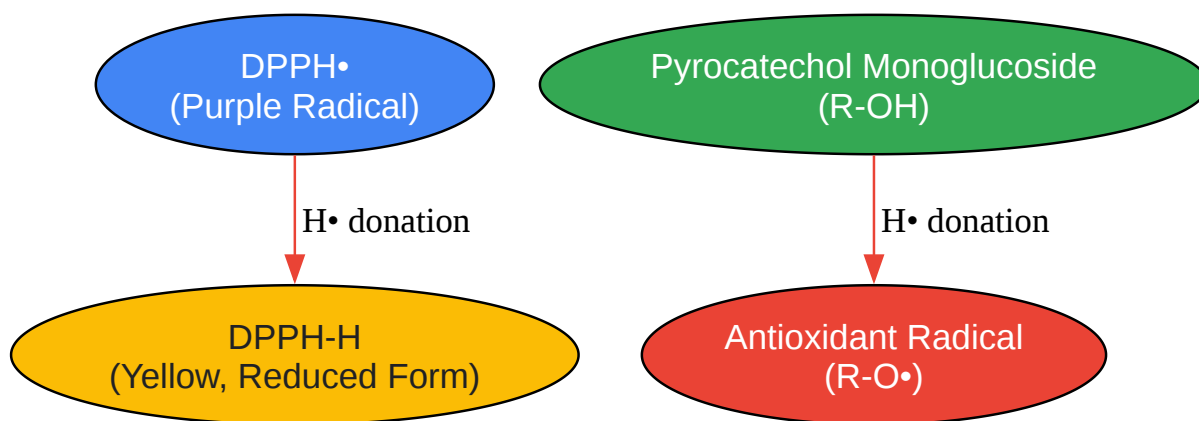 DPPH•
(Purple Radical)
Pyrocatechol Monoglucoside
(R-OH)
H• donation
H• donation
DPPH-H
(Yellow, Reduced Form)
Antioxidant Radical
(R-O•)